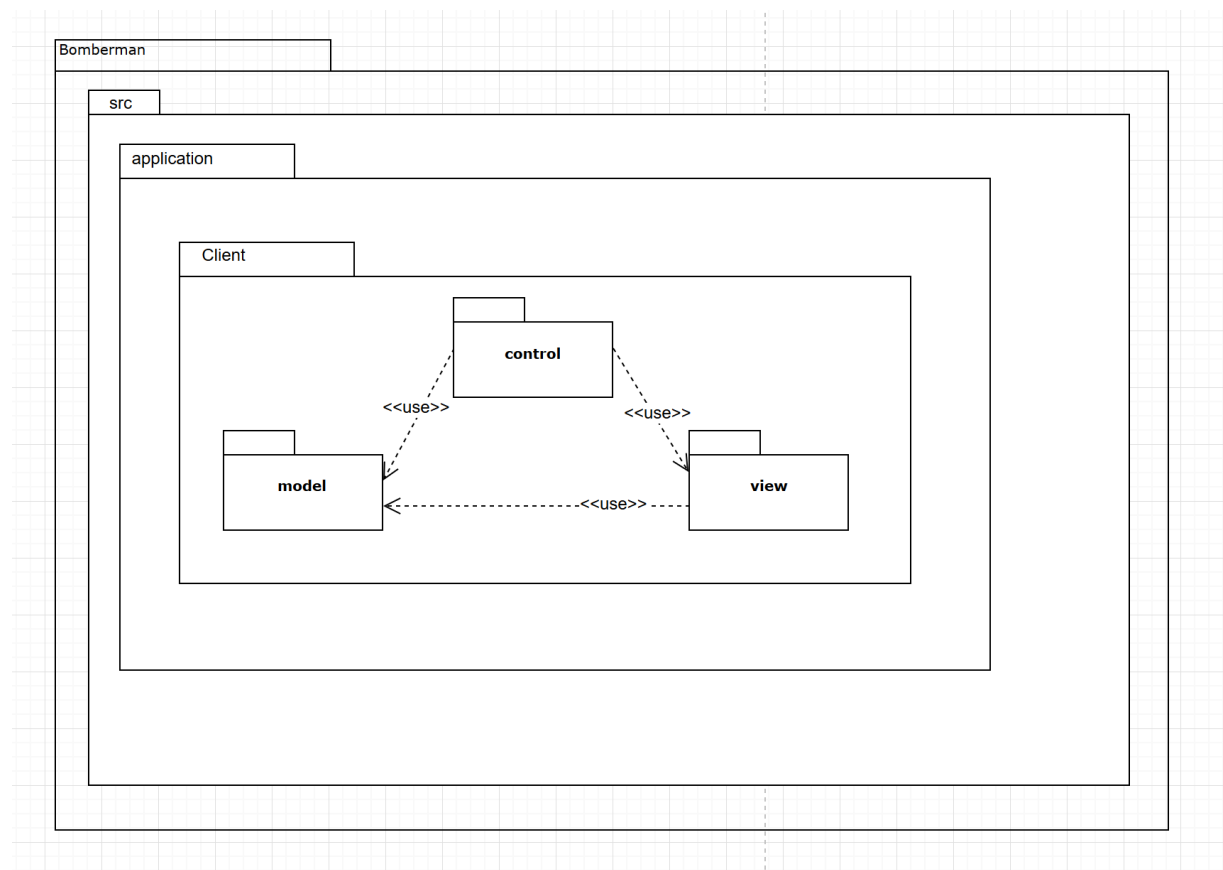 Bomberman
src
application
Client
control
<<use>>
<<use>>
model
view
<<use>>